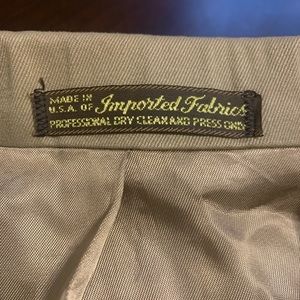 MADE IN
U.S.A. OF Imported Fabrics
PROFESSIONAL DRY CLEAN AND PRESS ONLY